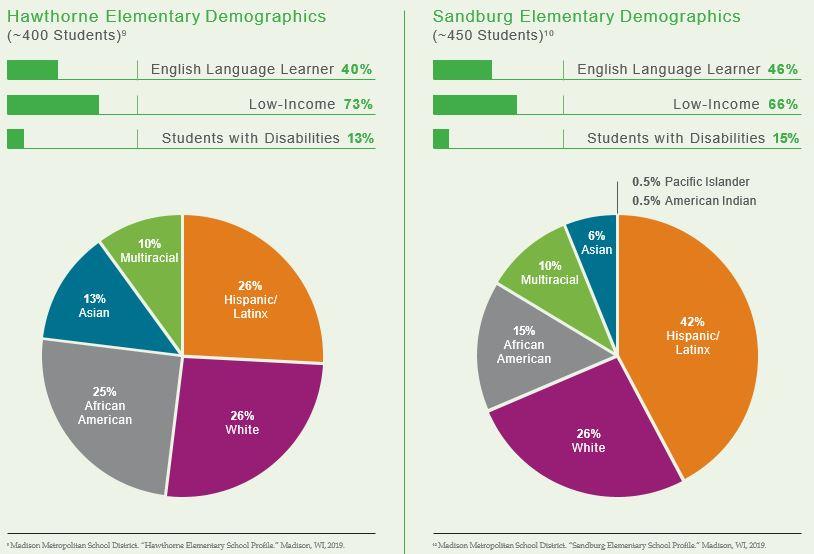 Hawthorne Elementary Demographics
(~400 Students)⁹
English Language Learner 40%
Low-Income 73%
Students with Disabilities 13%
10%
Multiracial
26%
Hispanic/
Latinx
13%
Asian
25%
African
American
26%
White
⁹ Madison Metropolitan School District. "Hawthorne Elementary School Profile." Madison, WI, 2019.
Sandburg Elementary Demographics
(~450 Students)¹⁰
English Language Learner 46%
Low-Income 66%
Students with Disabilities 15%
0.5% Pacific Islander
0.5% American Indian
6%
Asian
10%
Multiracial
42%
Hispanic/
Latinx
15%
African
American
26%
White
¹⁰ Madison Metropolitan School District. "Sandburg Elementary School Profile." Madison, WI, 2019.